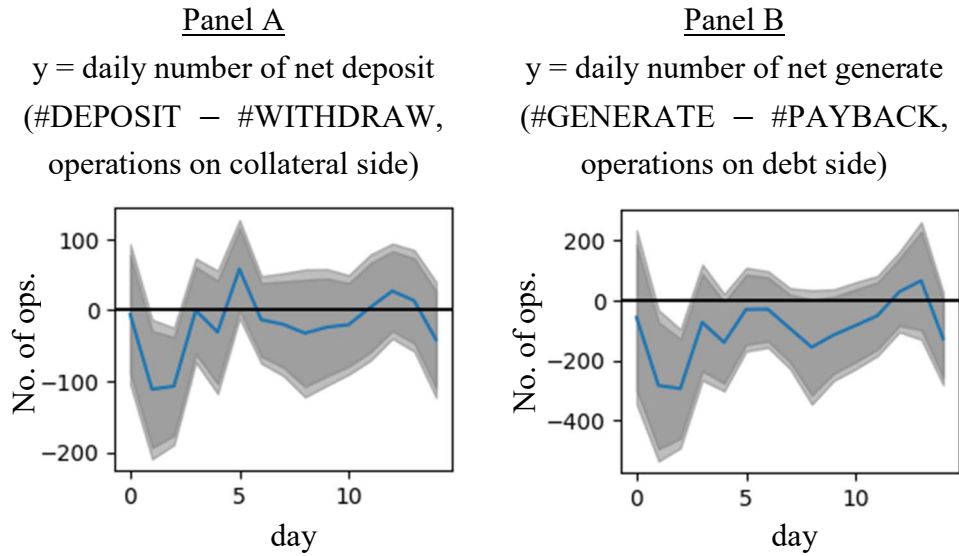 Panel A
y = daily number of net deposit
(#DEPOSIT − #WITHDRAW,
operations on collateral side)
No. of ops.
100
0
−100
−200
0
5
10
day
Panel B
y = daily number of net generate
(#GENERATE − #PAYBACK,
operations on debt side)
No. of ops.
200
0
−200
−400
0
5
10
day